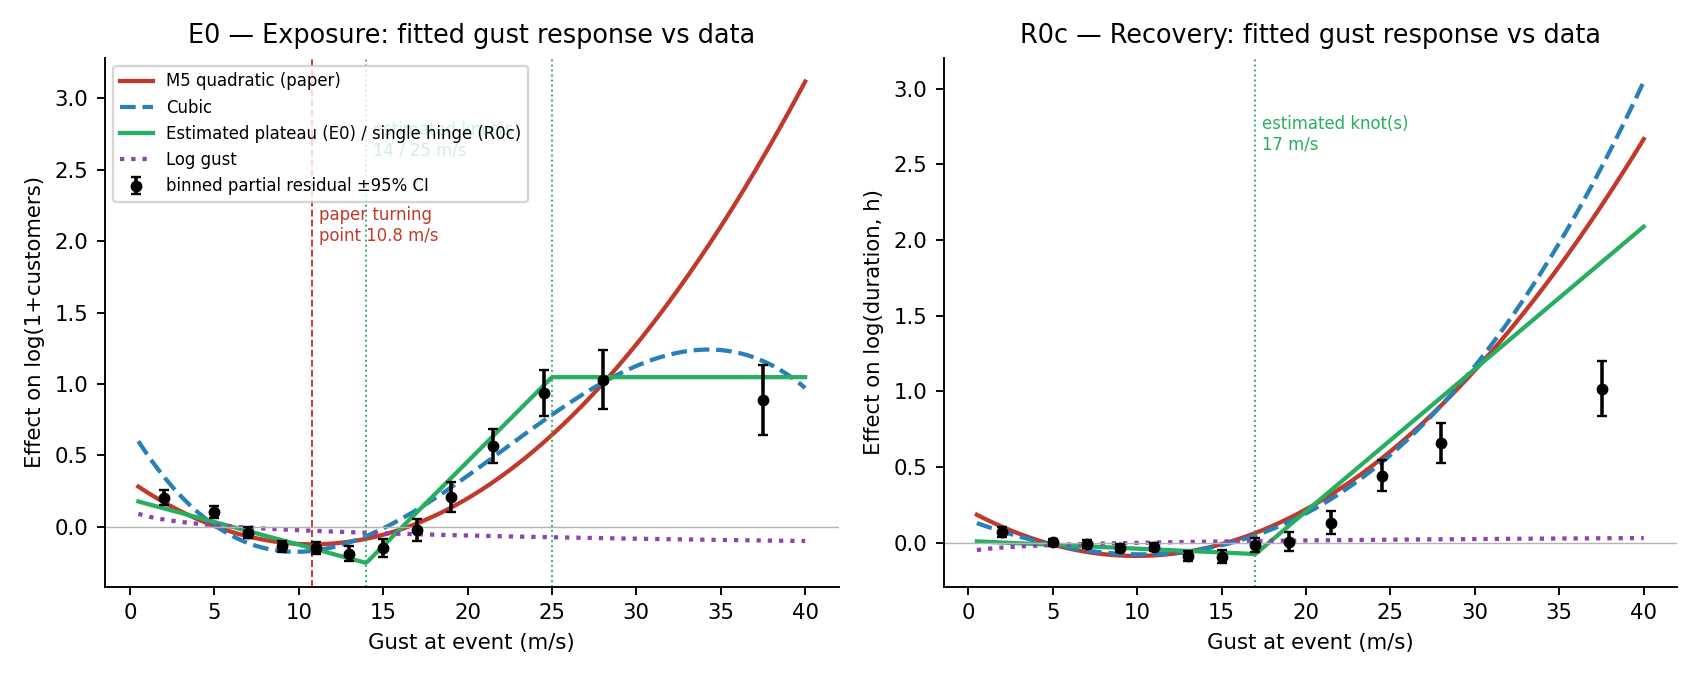 E0 — Exposure: fitted gust response vs data
M5 quadratic (paper)
Cubic
Estimated plateau (E0) / single hinge (R0c)
Log gust
binned partial residual ±95% CI
estimated knot(s)
14 / 25 m/s
paper turning
point 10.8 m/s
Effect on log(1+customers)
3.0
2.5
2.0
1.5
1.0
0.5
0.0
0 5 10 15 20 25 30 35 40
Gust at event (m/s)
R0c — Recovery: fitted gust response vs data
estimated knot(s)
17 m/s
Effect on log(duration, h)
3.0
2.5
2.0
1.5
1.0
0.5
0.0
0 5 10 15 20 25 30 35 40
Gust at event (m/s)